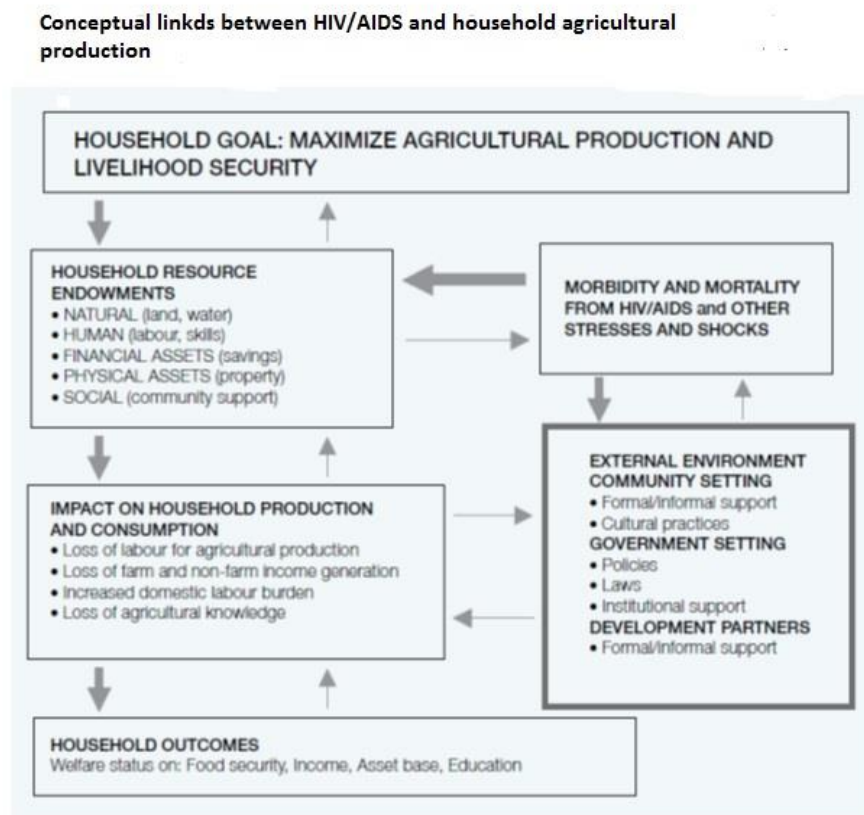 Conceptual linkds between HIV/AIDS and household agricultural
production
HOUSEHOLD GOAL: MAXIMIZE AGRICULTURAL PRODUCTION AND
LIVELIHOOD SECURITY
HOUSEHOLD RESOURCE
ENDOWMENTS
• NATURAL (land, water)
• HUMAN (labour, skills)
• FINANCIAL ASSETS (savings)
• PHYSICAL ASSETS (property)
• SOCIAL (community support)
MORBIDITY AND MORTALITY
FROM HIV/AIDS and OTHER
STRESSES AND SHOCKS
IMPACT ON HOUSEHOLD PRODUCTION
AND CONSUMPTION
• Loss of labour for agricultural production
• Loss of farm and non-farm income generation
• Increased domestic labour burden
• Loss of agricultural knowledge
EXTERNAL ENVIRONMENT
COMMUNITY SETTING
• Formal/informal support
• Cultural practices
GOVERNMENT SETTING
• Policies
• Laws
• Institutional support
DEVELOPMENT PARTNERS
• Formal/informal support
HOUSEHOLD OUTCOMES
Welfare status on: Food security, Income, Asset base, Education